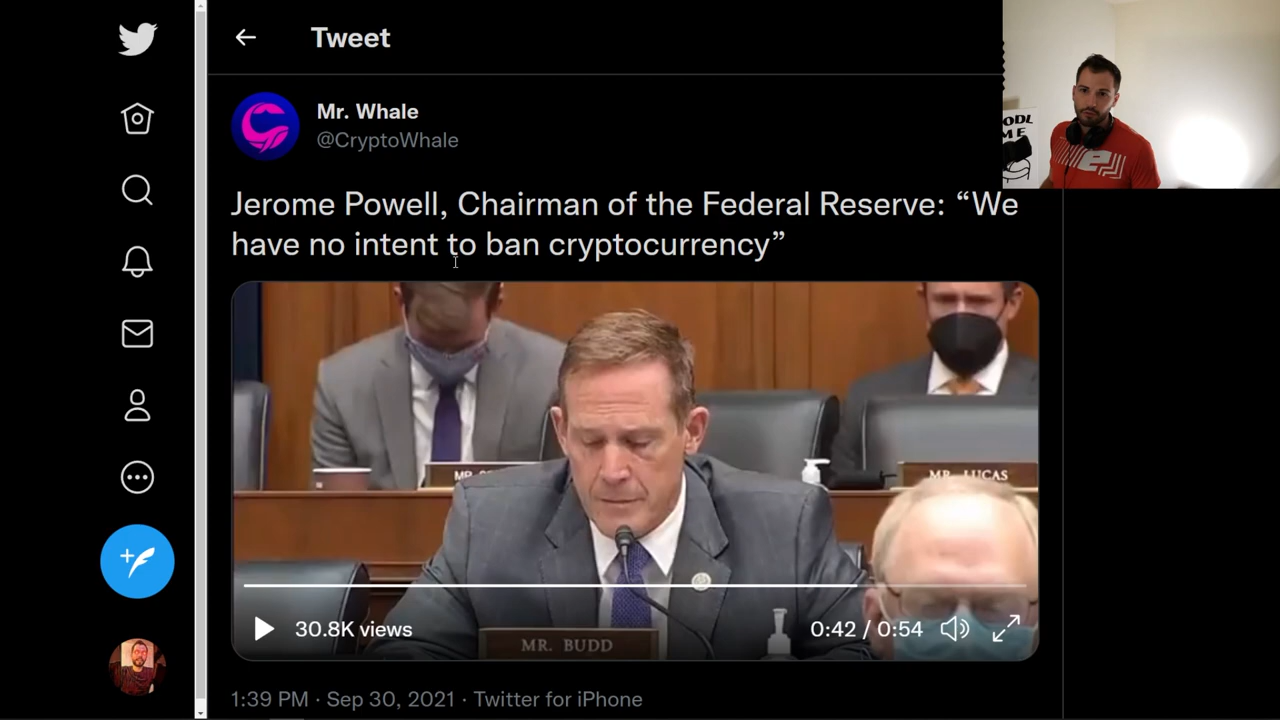 Tweet
Mr. Whale
@CryptoWhale
Jerome Powell, Chairman of the Federal Reserve: “We
have no intent to ban cryptocurrency”
MR. LUCAS
30.8K views
0:42 / 0:54
MR. BUDD
1:39 PM · Sep 30, 2021 · Twitter for iPhone
ME